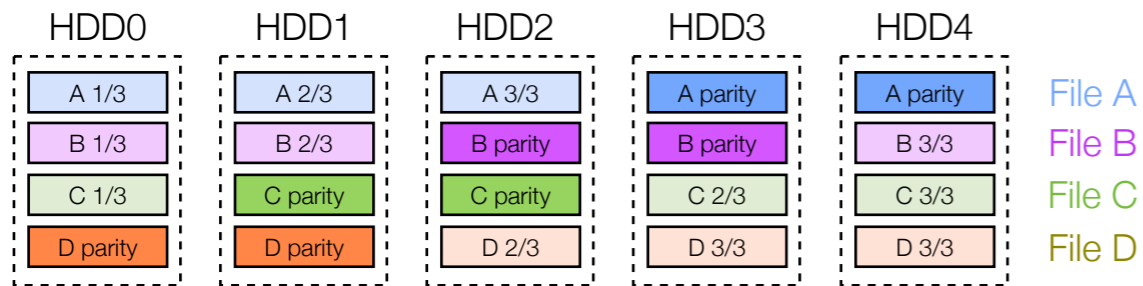 HDD0 HDD1 HDD2 HDD3 HDD4
A 1/3 A 2/3 A 3/3 A parity A parity File A
B 1/3 B 2/3 B parity B parity B 3/3 File B
C 1/3 C parity C parity C 2/3 C 3/3 File C
D parity D parity D 2/3 D 3/3 D 3/3 File D